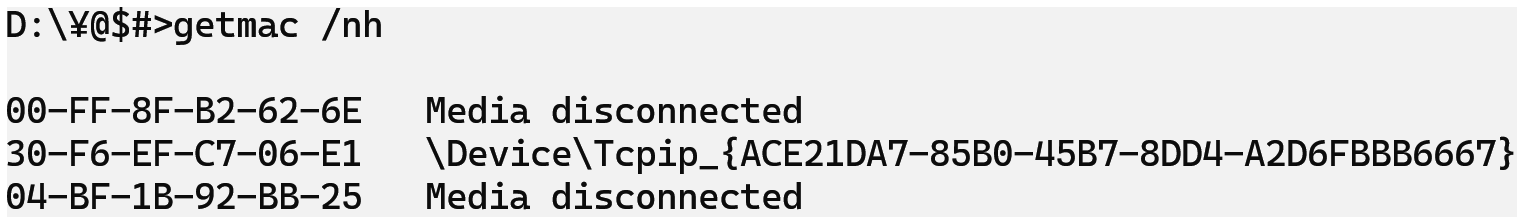 D:\¥@$#>getmac /nh
00-FF-8F-B2-62-6E   Media disconnected
30-F6-EF-C7-06-E1   \Device\Tcpip_{ACE21DA7-85B0-45B7-8DD4-A2D6FBBB6667}
04-BF-1B-92-BB-25   Media disconnected